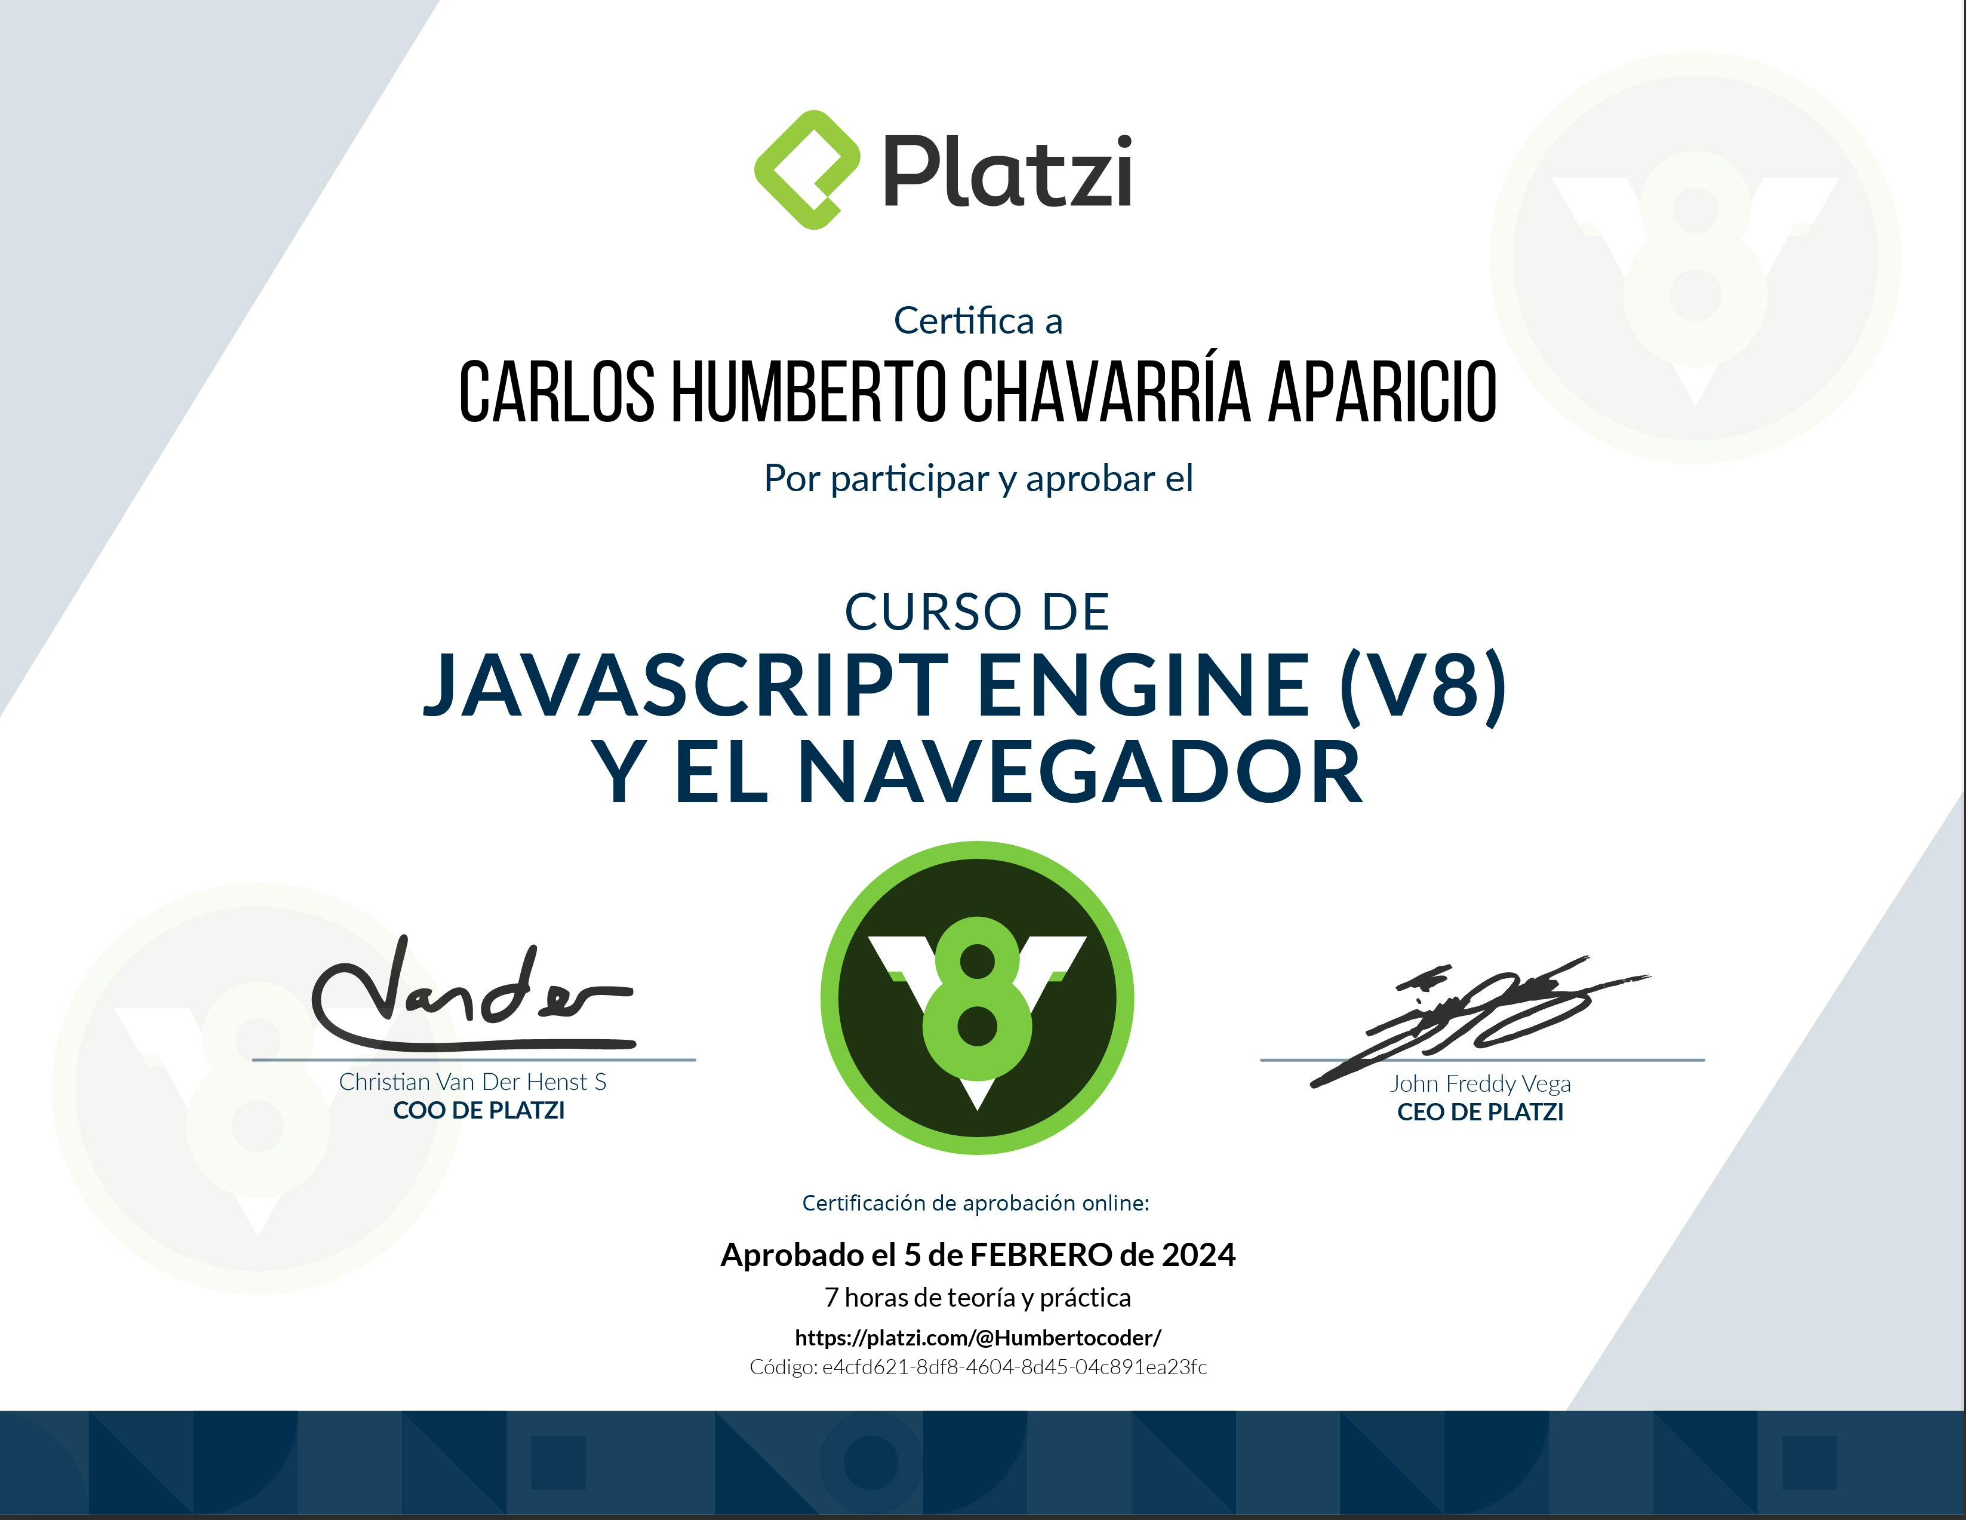 Platzi
Certifica a
CARLOS HUMBERTO CHAVARRÍA APARICIO
Por participar y aprobar el
CURSO DE
JAVASCRIPT ENGINE (V8)
Y EL NAVEGADOR
V8
Vander
Christian Van Der Henst S
COO DE PLATZI
John Freddy Vega
CEO DE PLATZI
Certificación de aprobación online:
Aprobado el 5 de FEBRERO de 2024
7 horas de teoría y práctica
https://platzi.com/@Humbertocoder/
Código: e4cfd621-8df8-4604-8d45-04c891ea23fc